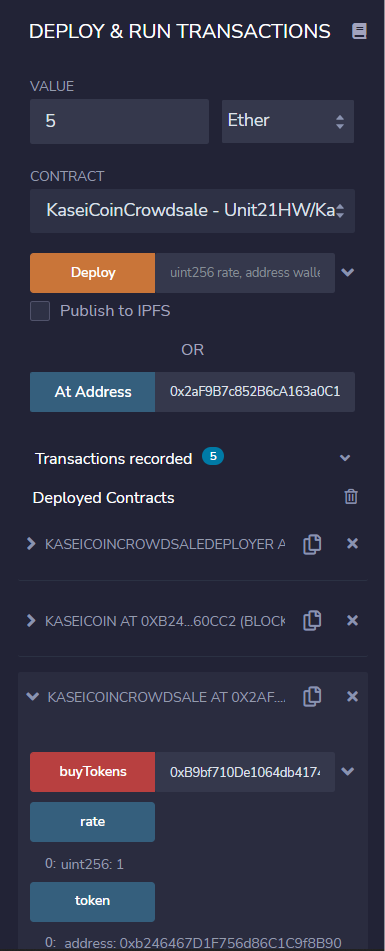 DEPLOY & RUN TRANSACTIONS
VALUE
5 Ether
CONTRACT
KaseiCoinCrowdsale - Unit21HW/Ka
Deploy uint256 rate, address walle
Publish to IPFS
OR
At Address 0x2aF9B7c852B6cA163a0C1
Transactions recorded 5
Deployed Contracts
KASEICOINCROWDSALEDEPLOYER A
KASEICOIN AT 0XB24...60CC2 (BLOCK
KASEICOINCROWDSALE AT 0X2AF....
buyTokens 0xB9bf710De1064db4174
rate
0: uint256: 1
token
0: address: 0xb246467D1F756d86C1C9f8B90